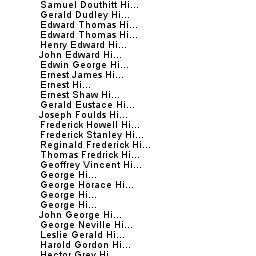 Samuel Douthitt Hi...
Gerald Dudley Hi...
Edward Thomas Hi...
Edward Thomas Hi...
Henry Edward Hi...
John Edward Hi...
Edwin George Hi...
Ernest James Hi...
Ernest Hi...
Ernest Shaw Hi...
Gerald Eustace Hi...
Joseph Foulds Hi...
Frederick Howell Hi...
Frederick Stanley Hi...
Reginald Frederick Hi...
Thomas Fredrick Hi...
Geoffrey Vincent Hi...
George Hi...
George Horace Hi...
George Hi...
George Hi...
John George Hi...
George Neville Hi...
Leslie Gerald Hi...
Harold Gordon Hi...
Hector Grey Hi